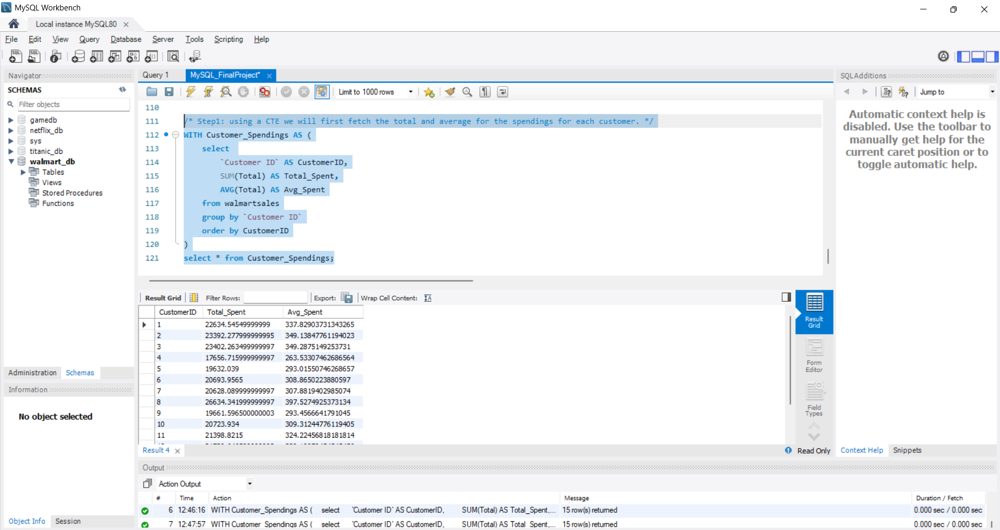 MySQL Workbench
Local instance MySQL80
File Edit View Query Database Server Tools Scripting Help
Navigator
SCHEMAS
Filter objects
gamedb
netflix_db
sys
titanic_db
walmart_db
Tables
Views
Stored Procedures
Functions
Administration Schemas
Information
No object selected
Object Info Session
Query 1 MySQL_FinalProject*
Limit to 1000 rows
110
111 /* Step1: using a CTE we will first fetch the total and average for the spendings for each customer. */
112 WITH Customer_Spendings AS (
113 select
114 `Customer ID` AS CustomerID,
115 SUM(Total) AS Total_Spent,
116 AVG(Total) AS Avg_Spent
117 from walmartsales
118 group by `Customer ID`
119 order by CustomerID
120 )
121 select * from Customer_Spendings;
Result Grid Filter Rows: Export: Wrap Cell Content:
CustomerID Total_Spent Avg_Spent
1 22634.54549999999 337.82903731343265
2 23392.277999999995 349.13847761194023
3 23402.263499999997 349.2875149253731
4 17656.715999999997 263.53307462686564
5 19632.039 293.01550746268657
6 20693.9565 308.8650223880597
7 20628.089999999997 307.8819402985074
8 26634.341999999997 397.5274925373134
9 19661.596500000003 293.4566641791045
10 20723.934 309.31244776119405
11 21398.8215 324.22456818181814
Result Grid
Form Editor
Field Types
Result 4
Read Only
SQLAdditions
Jump to
Automatic context help is
disabled. Use the toolbar to
manually get help for the
current caret position or to
toggle automatic help.
Context Help Snippets
Output
Action Output
# Time Action Message Duration / Fetch
6 12:46:16 WITH Customer_Spendings AS ( select `Customer ID` AS CustomerID, SUM(Total) AS Total_Spent,... 15 row(s) returned 0.000 sec / 0.000 sec
7 12:47:57 WITH Customer_Spendings AS ( select `Customer ID` AS CustomerID, SUM(Total) AS Total_Spent,... 15 row(s) returned 0.000 sec / 0.000 sec